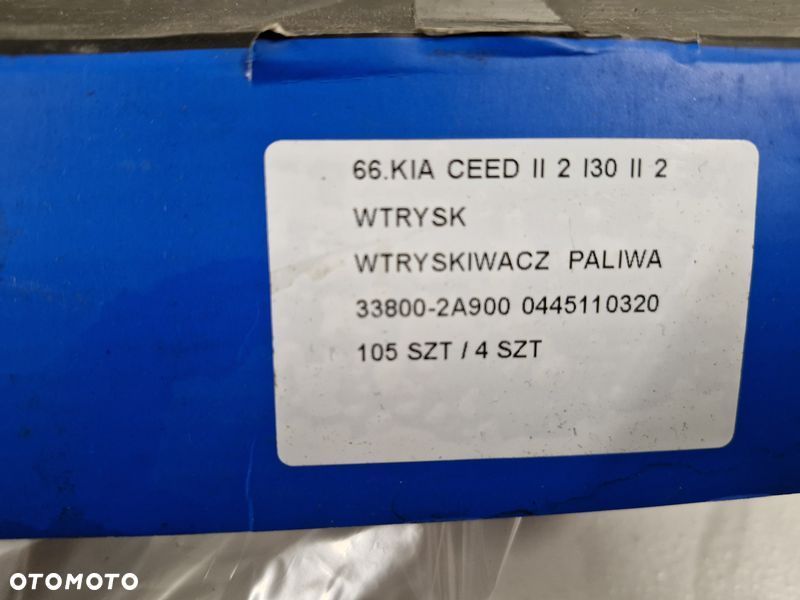 66.KIA CEED II 2 I30 II 2
WTRYSK
WTRYSKIWACZ PALIWA
33800-2A900 0445110320
105 SZT / 4 SZT
OTOMOTO